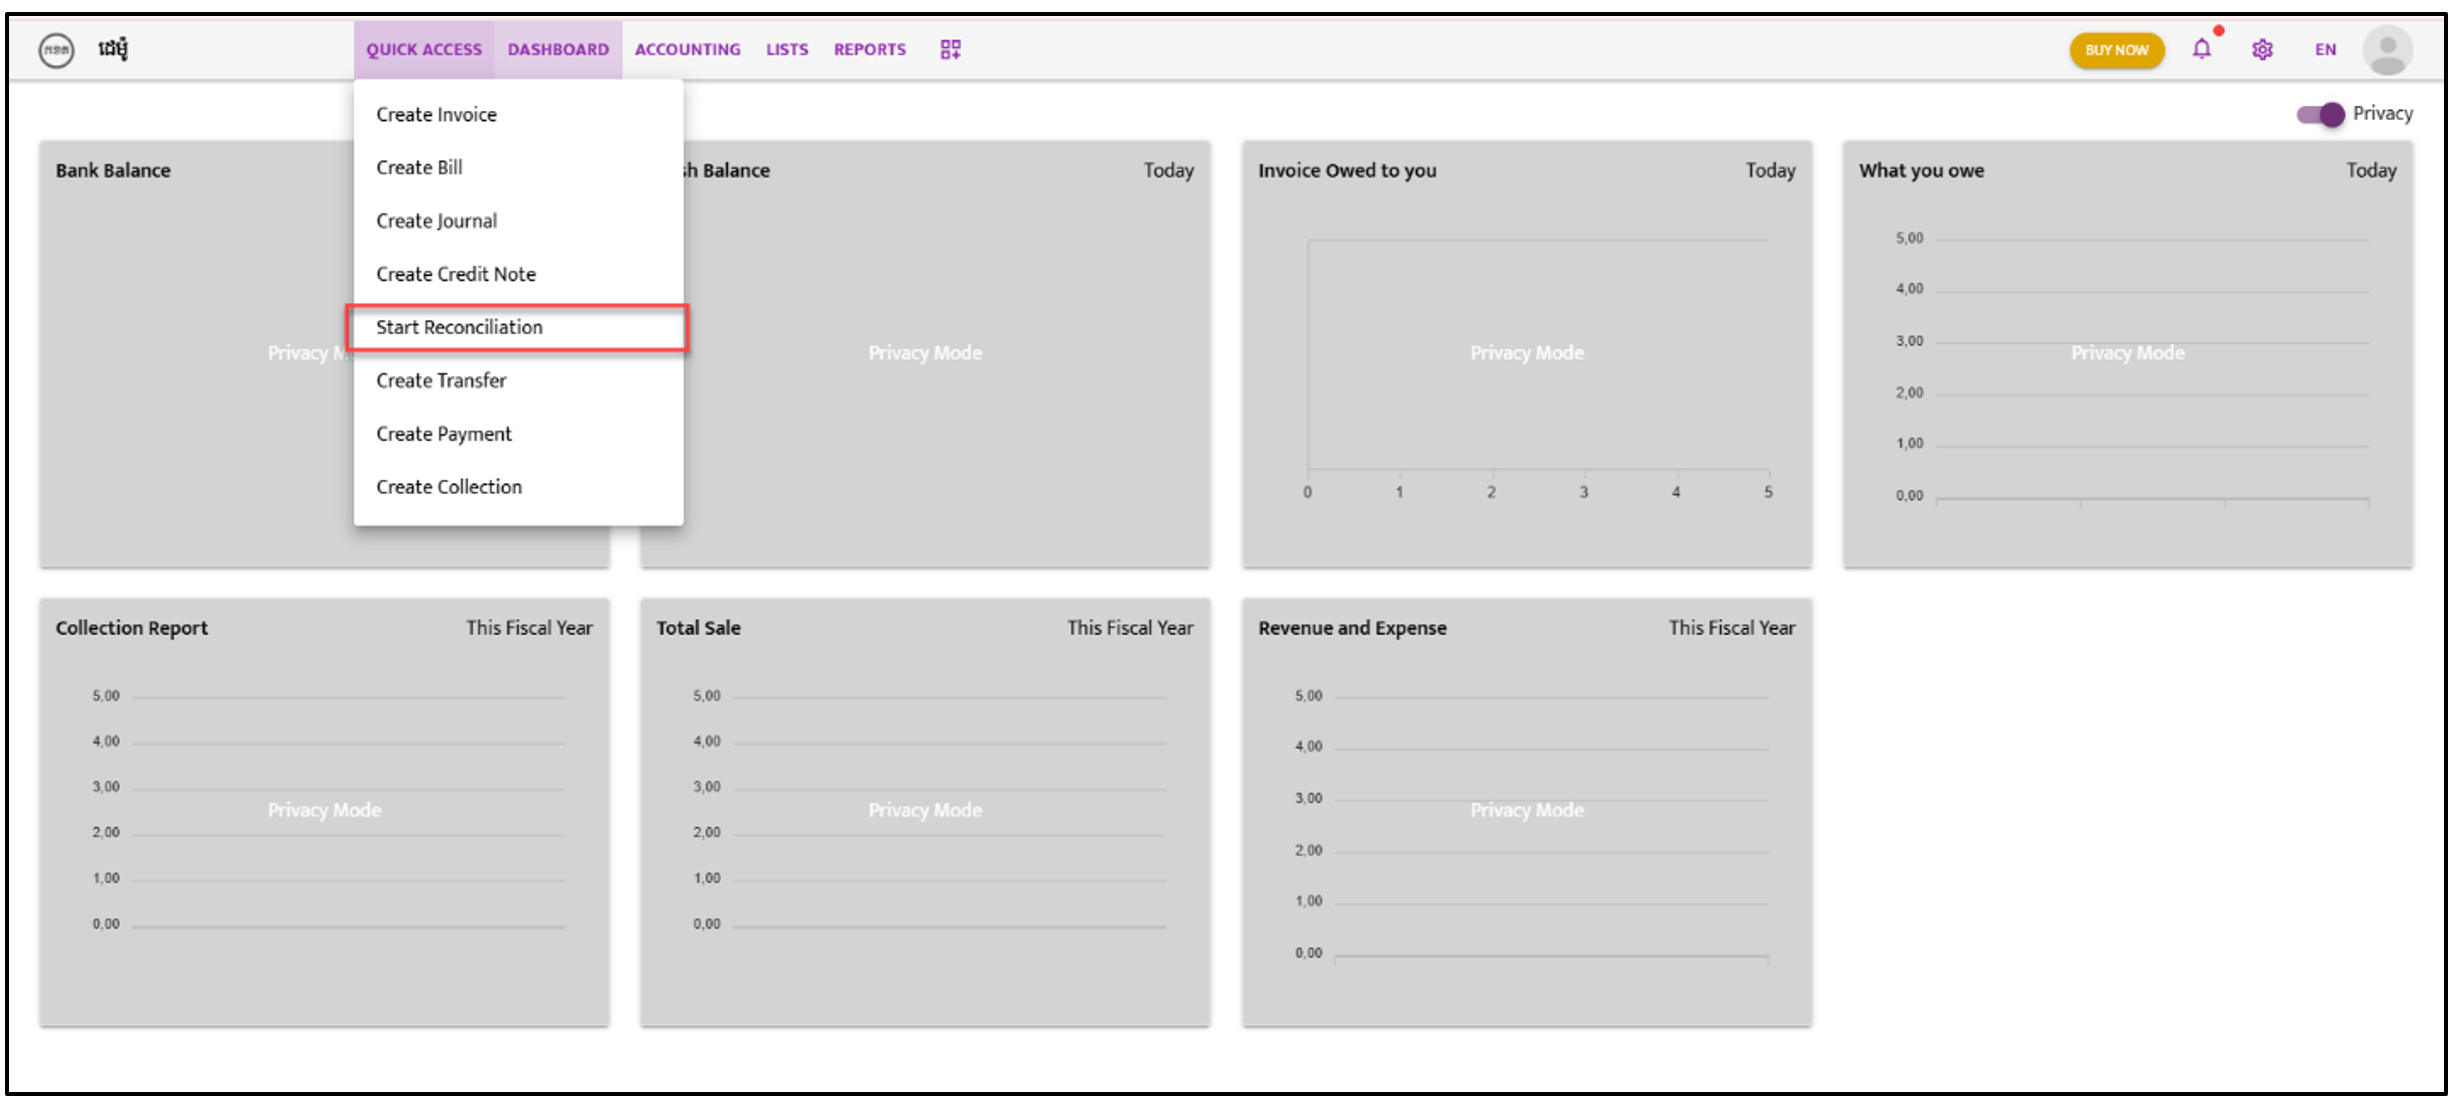 កខគ ដេម៉ូ QUICK ACCESS DASHBOARD ACCOUNTING LISTS REPORTS BUY NOW EN
Privacy
Create Invoice
Create Bill
Create Journal
Create Credit Note
Start Reconciliation
Create Transfer
Create Payment
Create Collection
Bank Balance
Privacy M
sh Balance Today
Privacy Mode
Invoice Owed to you Today
Privacy Mode
0 1 2 3 4 5
What you owe Today
5,00
4,00
3,00
Privacy Mode
2,00
1,00
0,00
Collection Report This Fiscal Year
5,00
4,00
3,00
Privacy Mode
2,00
1,00
0,00
Total Sale This Fiscal Year
5,00
4,00
3,00
Privacy Mode
2,00
1,00
0,00
Revenue and Expense This Fiscal Year
5,00
4,00
3,00
Privacy Mode
2,00
1,00
0,00